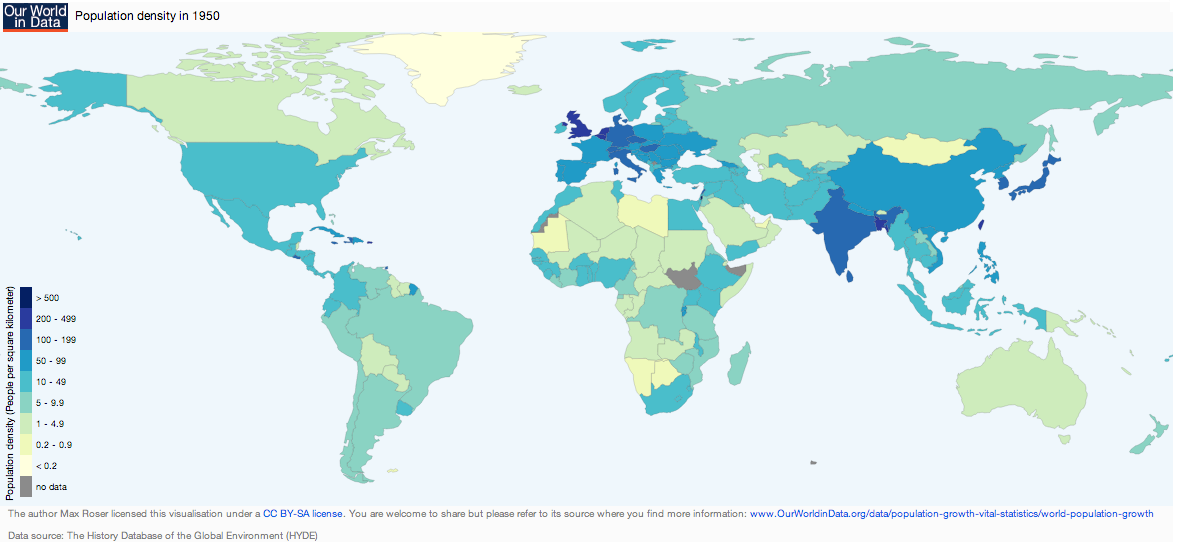 Our World
in Data
Population density in 1950
Population density (People per square kilometer)
> 500
200 - 499
100 - 199
50 - 99
10 - 49
5 - 9.9
1 - 4.9
0.2 - 0.9
< 0.2
no data
The author Max Roser licensed this visualisation under a CC BY-SA license. You are welcome to share but please refer to its source where you find more information: www.OurWorldinData.org/data/population-growth-vital-statistics/world-population-growth
Data source: The History Database of the Global Environment (HYDE)